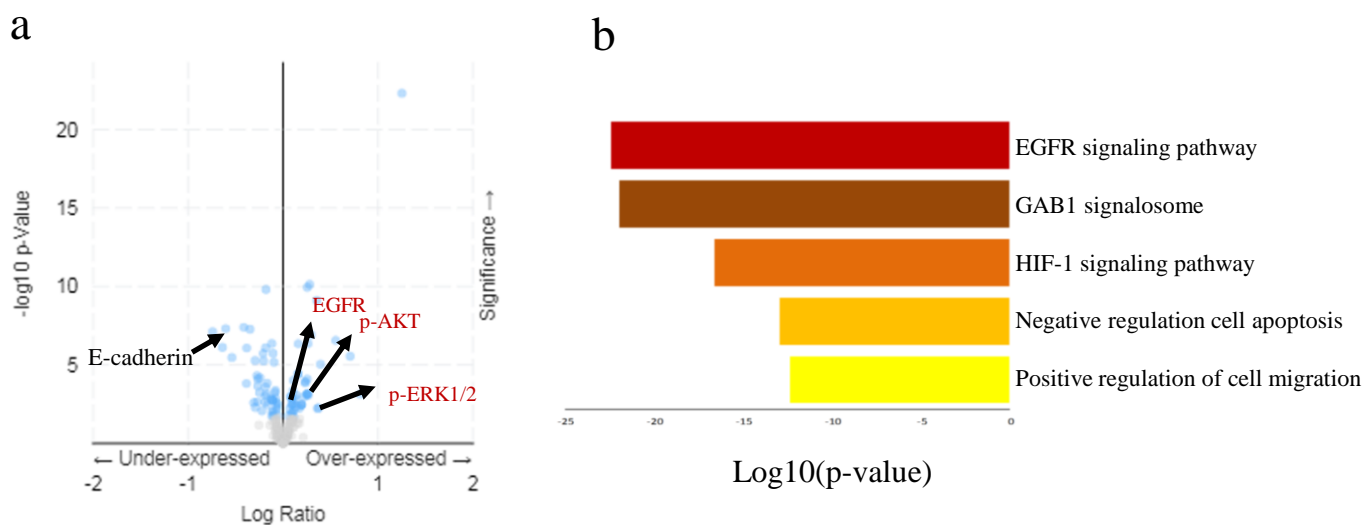 a
-log10 p-Value
20
15
10
5
Significance →
EGFR
p-AKT
E-cadherin
p-ERK1/2
← Under-expressed
Over-expressed →
-2
-1
1
2
Log Ratio
b
EGFR signaling pathway
GAB1 signalosome
HIF-1 signaling pathway
Negative regulation cell apoptosis
Positive regulation of cell migration
-25
-20
-15
-10
-5
0
Log10(p-value)